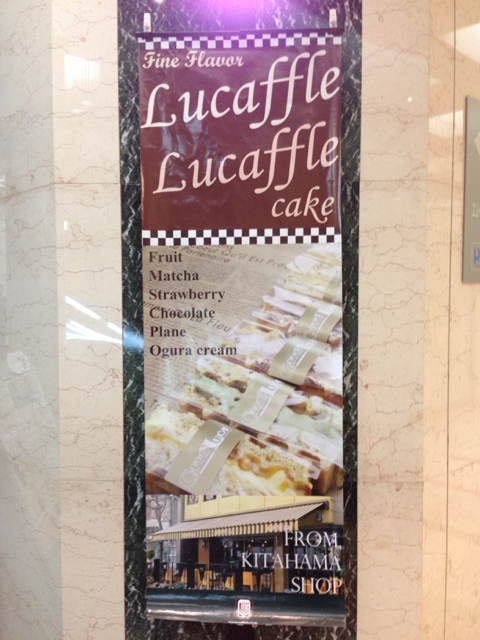 Fine Flavor
Lucaffle
Lucaffle
cake
Fruit
Matcha
Strawberry
Chocolate
Plane
Ogura cream
FROM
KITAHAMA
SHOP